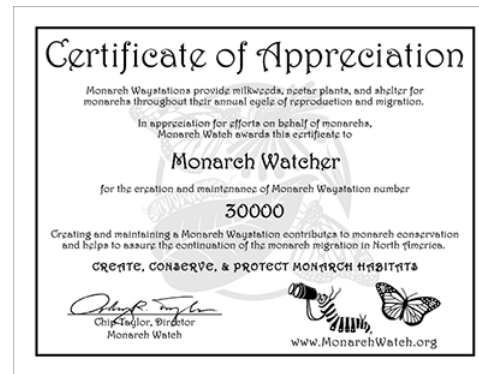 Certificate of Appreciation
Monarch Waystations provide milkweeds, nectar plants, and shelter for
monarchs throughout their annual cycle of reproduction and migration.
In appreciation for efforts on behalf of monarchs,
Monarch Watch awards this certificate to
Monarch Watcher
for the creation and maintenance of Monarch Waystation number
30000
Creating and maintaining a Monarch Waystation contributes to monarch conservation
and helps to assure the continuation of the monarch migration in North America.
CREATE, CONSERVE, & PROTECT MONARCH HABITATS
Chip Taylor, Director
Monarch Watch
www.MonarchWatch.org